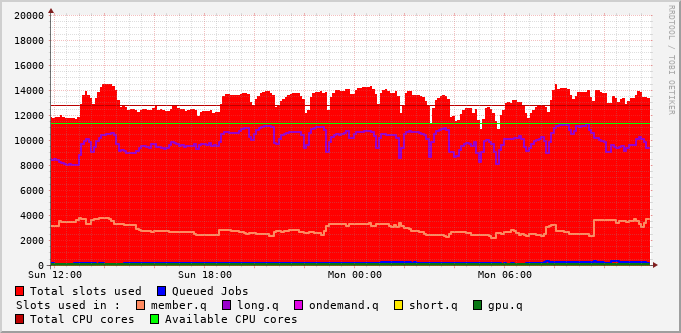 RRDTOOL / TOBI OETIKER
20000
18000
16000
14000
12000
10000
8000
6000
4000
2000
0
Sun 12:00 Sun 18:00 Mon 00:00 Mon 06:00
Total slots used Queued Jobs
Slots used in : member.q long.q ondemand.q short.q gpu.q
Total CPU cores Available CPU cores